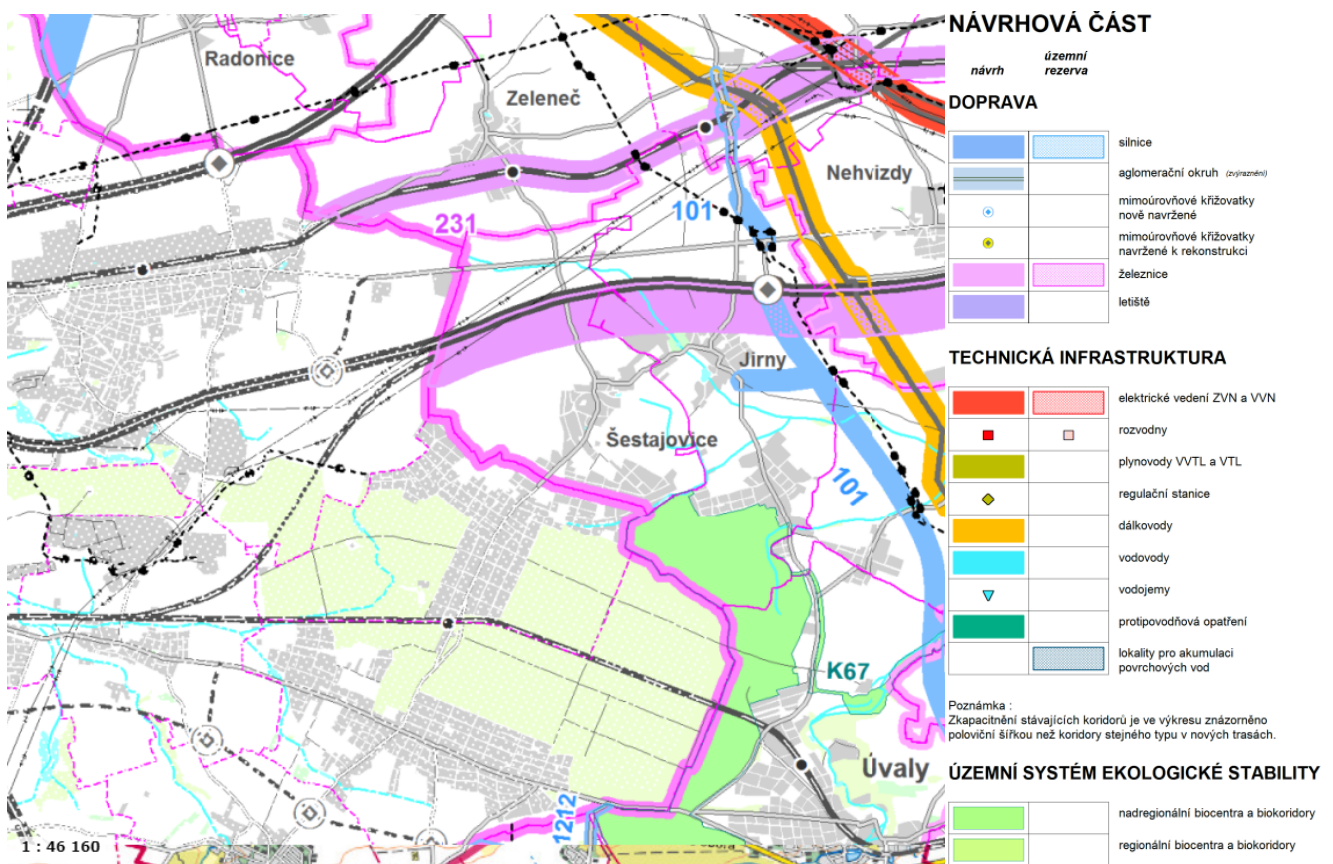 Radonice
Zeleneč
Nehvizdy
231
101
Jirny
Šestajovice
101
K67
Úvaly
1212
1 : 46 160
NÁVRHOVÁ ČÁST
návrh
územní
rezerva
DOPRAVA
silnice
aglomerační okruh (zvýraznění)
mimoúrovňové křižovatky
nově navržené
mimoúrovňové křižovatky
navržené k rekonstrukci
železnice
letiště
TECHNICKÁ INFRASTRUKTURA
elektrické vedení ZVN a VVN
rozvodny
plynovody VVTL a VTL
regulační stanice
dálkovody
vodovody
vodojemy
protipovodňová opatření
lokality pro akumulaci
povrchových vod
Poznámka :
Zkapacitnění stávajících koridorů je ve výkresu znázorněno
poloviční šířkou než koridory stejného typu v nových trasách.
ÚZEMNÍ SYSTÉM EKOLOGICKÉ STABILITY
nadregionální biocentra a biokoridory
regionální biocentra a biokoridory